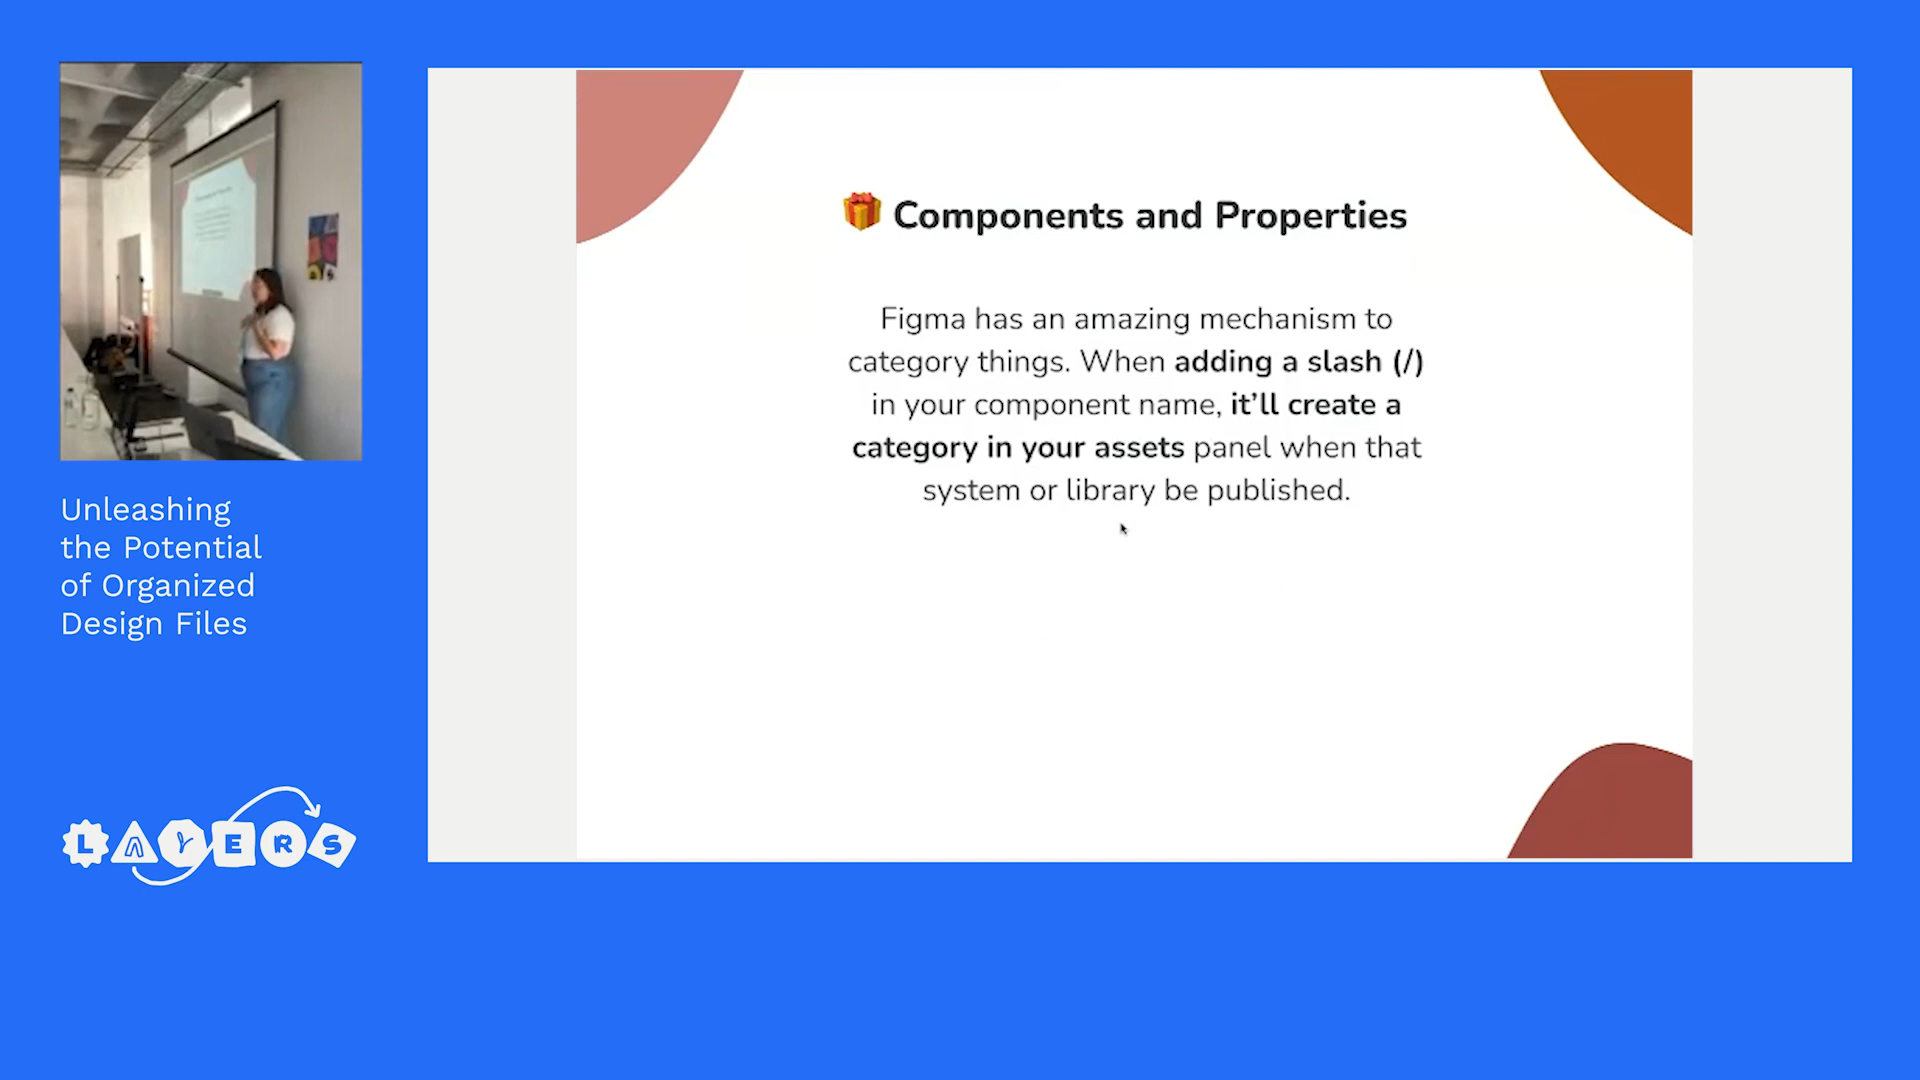 Unleashing
the Potential
of Organized
Design Files
LAYERS
Components and Properties
Figma has an amazing mechanism to
category things. When adding a slash (/)
in your component name, it’ll create a
category in your assets panel when that
system or library be published.